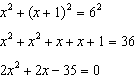 x² + (x + 1)² = 6²
x² + x² + x + x + 1 = 36
2x² + 2x − 35 = 0